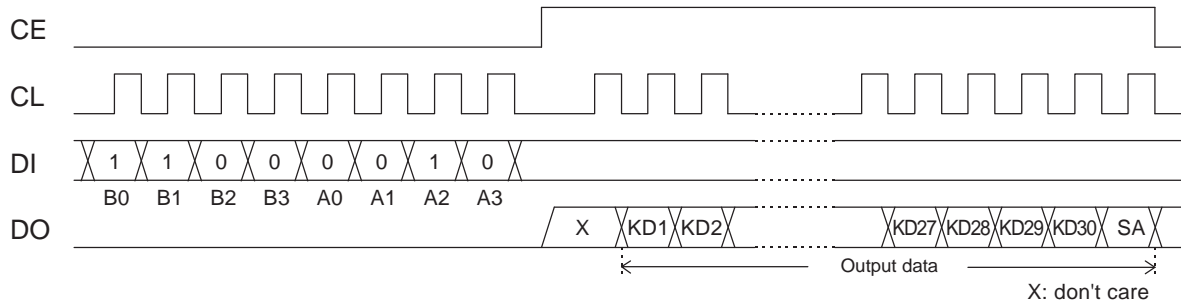 CE
CL
DI 1 1 0 0 0 0 1 0
B0 B1 B2 B3 A0 A1 A2 A3
DO X KD1 KD2 KD27 KD28 KD29 KD30 SA
Output data
X: don't care